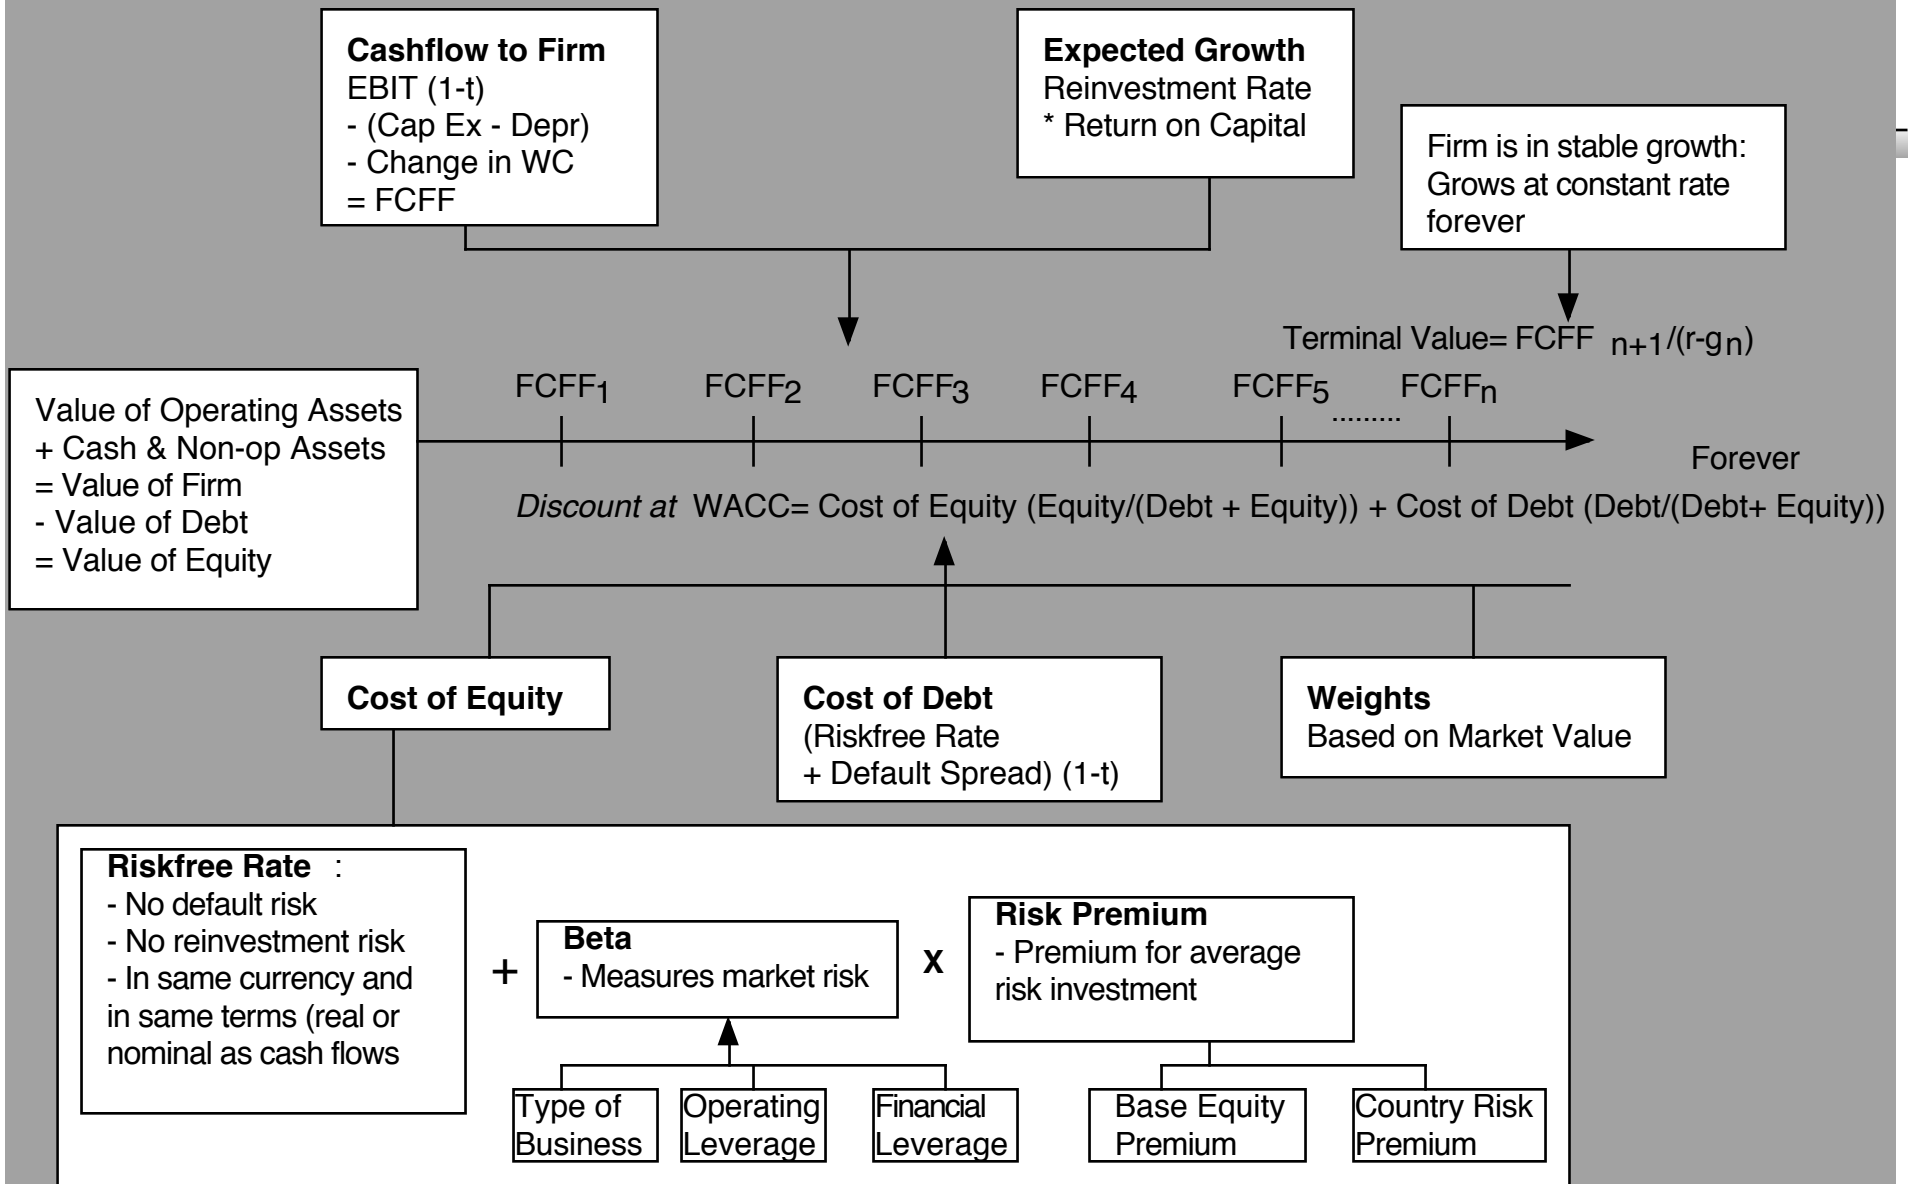 Cashflow to Firm
EBIT (1-t)
- (Cap Ex - Depr)
- Change in WC
= FCFF
Expected Growth
Reinvestment Rate
* Return on Capital
Firm is in stable growth:
Grows at constant rate
forever
Terminal Value= FCFF n+1/(r-gn)
FCFF1 FCFF2 FCFF3 FCFF4 FCFF5 ......... FCFFn
Forever
Value of Operating Assets
+ Cash & Non-op Assets
= Value of Firm
- Value of Debt
= Value of Equity
Discount at WACC= Cost of Equity (Equity/(Debt + Equity)) + Cost of Debt (Debt/(Debt+ Equity))
Cost of Equity
Cost of Debt
(Riskfree Rate
+ Default Spread) (1-t)
Weights
Based on Market Value
Riskfree Rate :
- No default risk
- No reinvestment risk
- In same currency and
in same terms (real or
nominal as cash flows
+
Beta
- Measures market risk
X
Risk Premium
- Premium for average
risk investment
Type of
Business
Operating
Leverage
Financial
Leverage
Base Equity
Premium
Country Risk
Premium